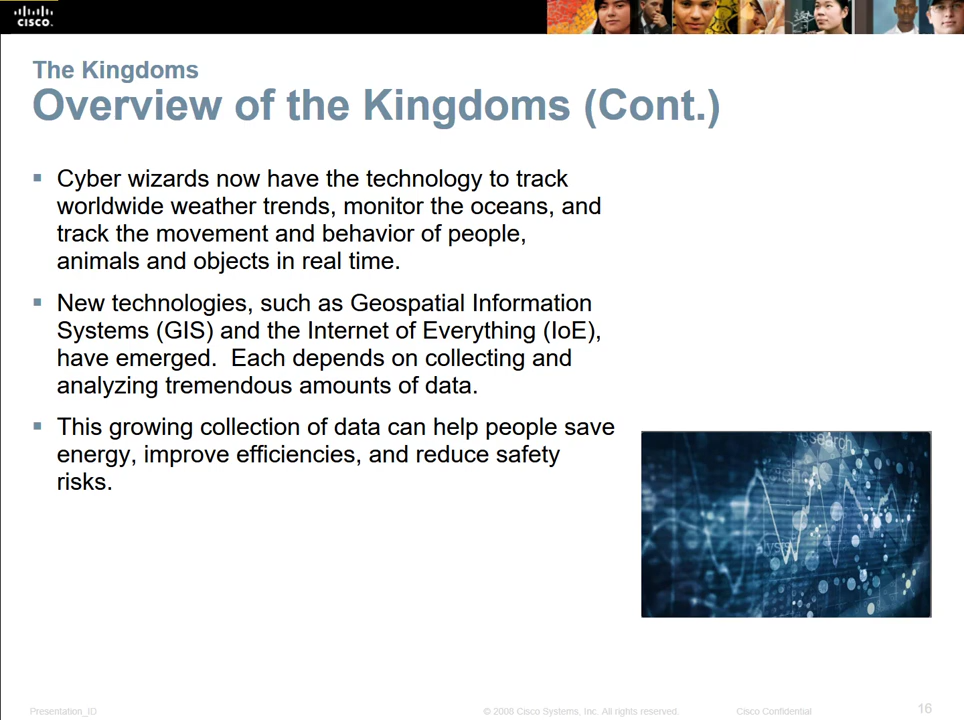 CISCO.
The Kingdoms
Overview of the Kingdoms (Cont.)
Cyber wizards now have the technology to track
worldwide weather trends, monitor the oceans, and
track the movement and behavior of people,
animals and objects in real time.
New technologies, such as Geospatial Information
Systems (GIS) and the Internet of Everything (IoE),
have emerged.  Each depends on collecting and
analyzing tremendous amounts of data.
This growing collection of data can help people save
energy, improve efficiencies, and reduce safety
risks.
Presentation_ID
© 2008 Cisco Systems, Inc. All rights reserved.
Cisco Confidential
16